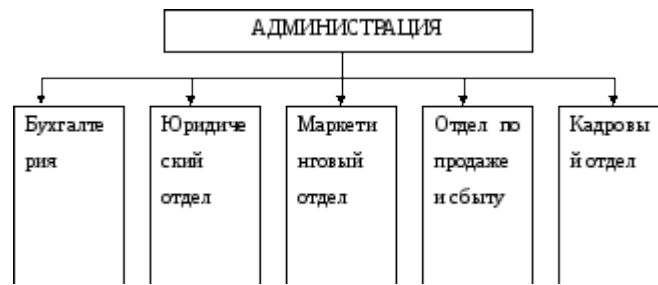 АДМИНИСТРАЦИЯ
Бухгалте
рия
Юридиче
ский
отдел
Маркети
нговый
отдел
Отдел по
продаже
и сбыту
Кадровы
й отдел